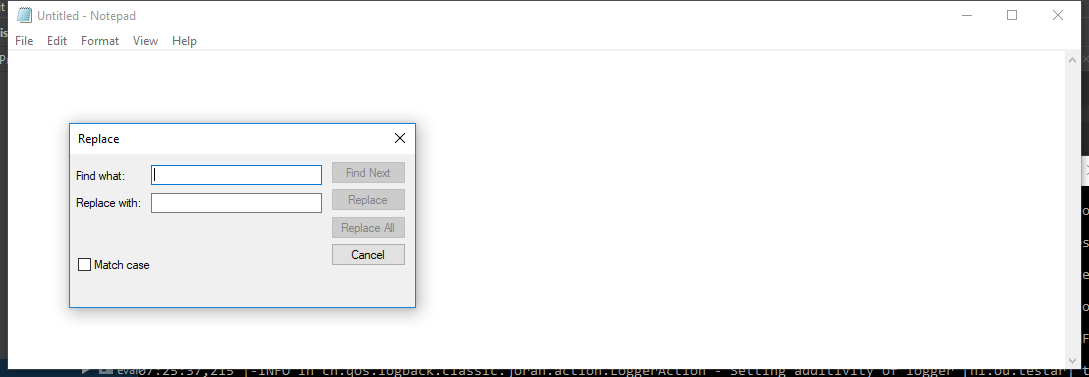 Untitled - Notepad
File Edit Format View Help
Replace
Find what:
Find Next
Replace with:
Replace
Replace All
Cancel
Match case
eval07:25:37,215 |-INFO in ch.qos.logback.classic.joran.action.LoggerAction - Setting additivity of logger [nl.ou.testar] t